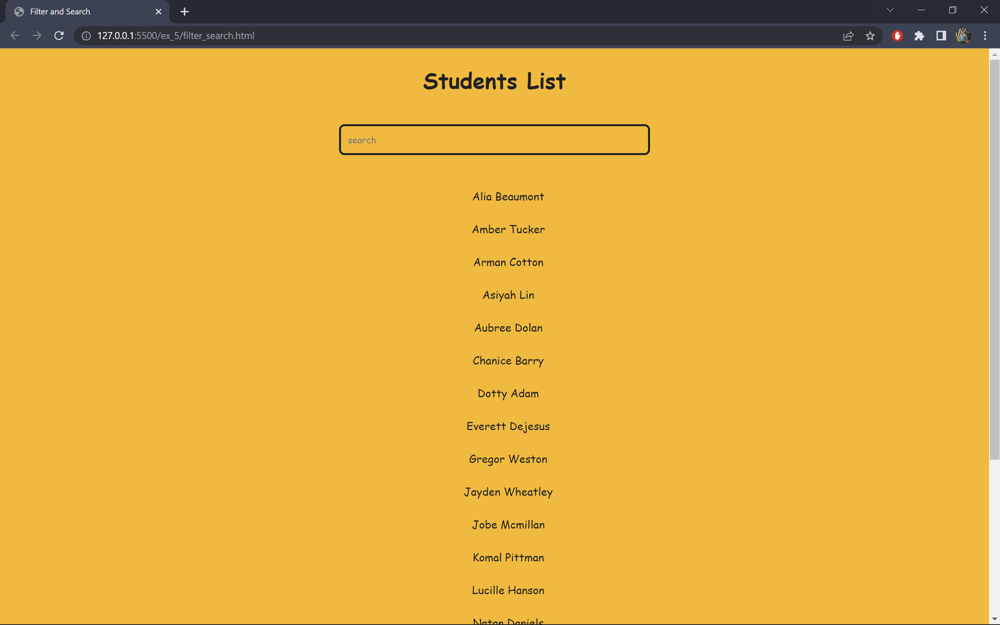 Filter and Search
127.0.0.1:5500/ex_5/filter_search.html
Students List
search
Alia Beaumont
Amber Tucker
Arman Cotton
Asiyah Lin
Aubree Dolan
Chanice Barry
Dotty Adam
Everett Dejesus
Gregor Weston
Jayden Wheatley
Jobe Mcmillan
Komal Pittman
Lucille Hanson
Natan Daniels